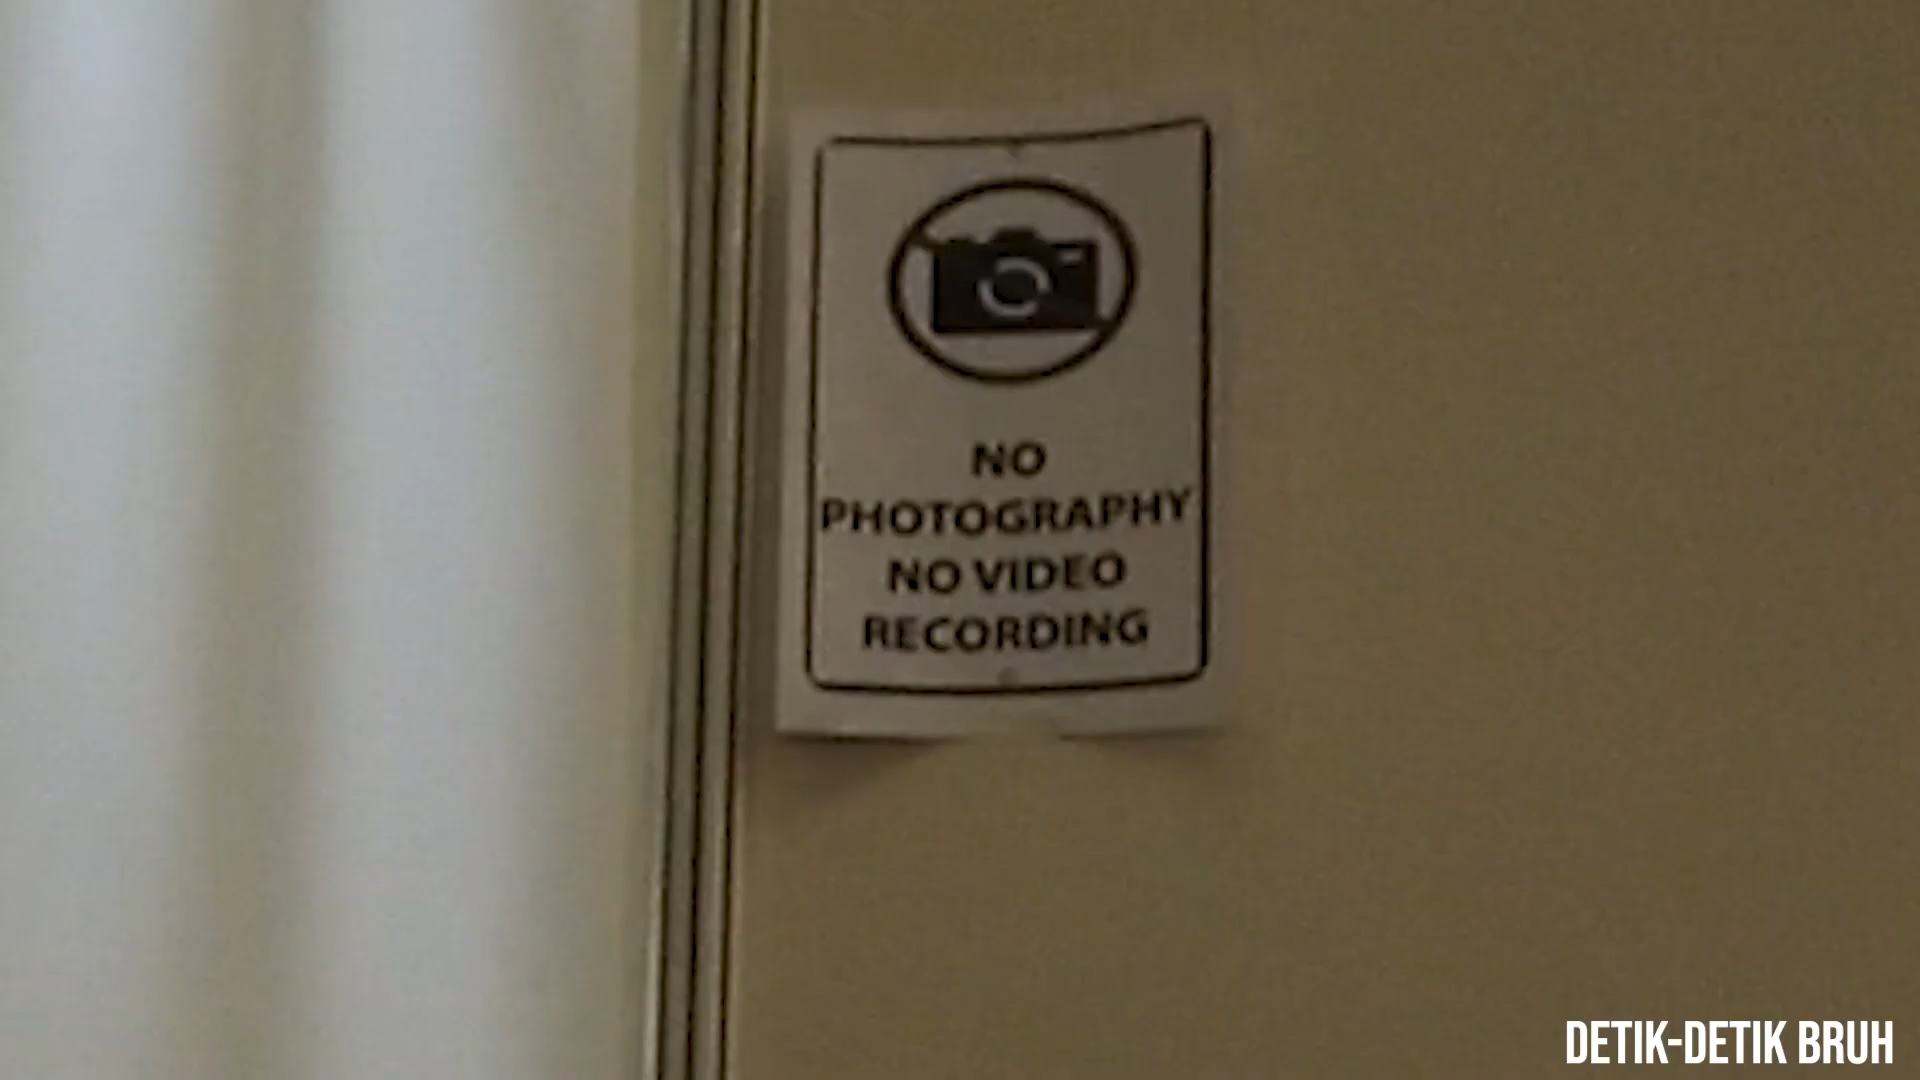 NO
PHOTOGRAPHY
NO VIDEO
RECORDING
DETIK-DETIK BRUH